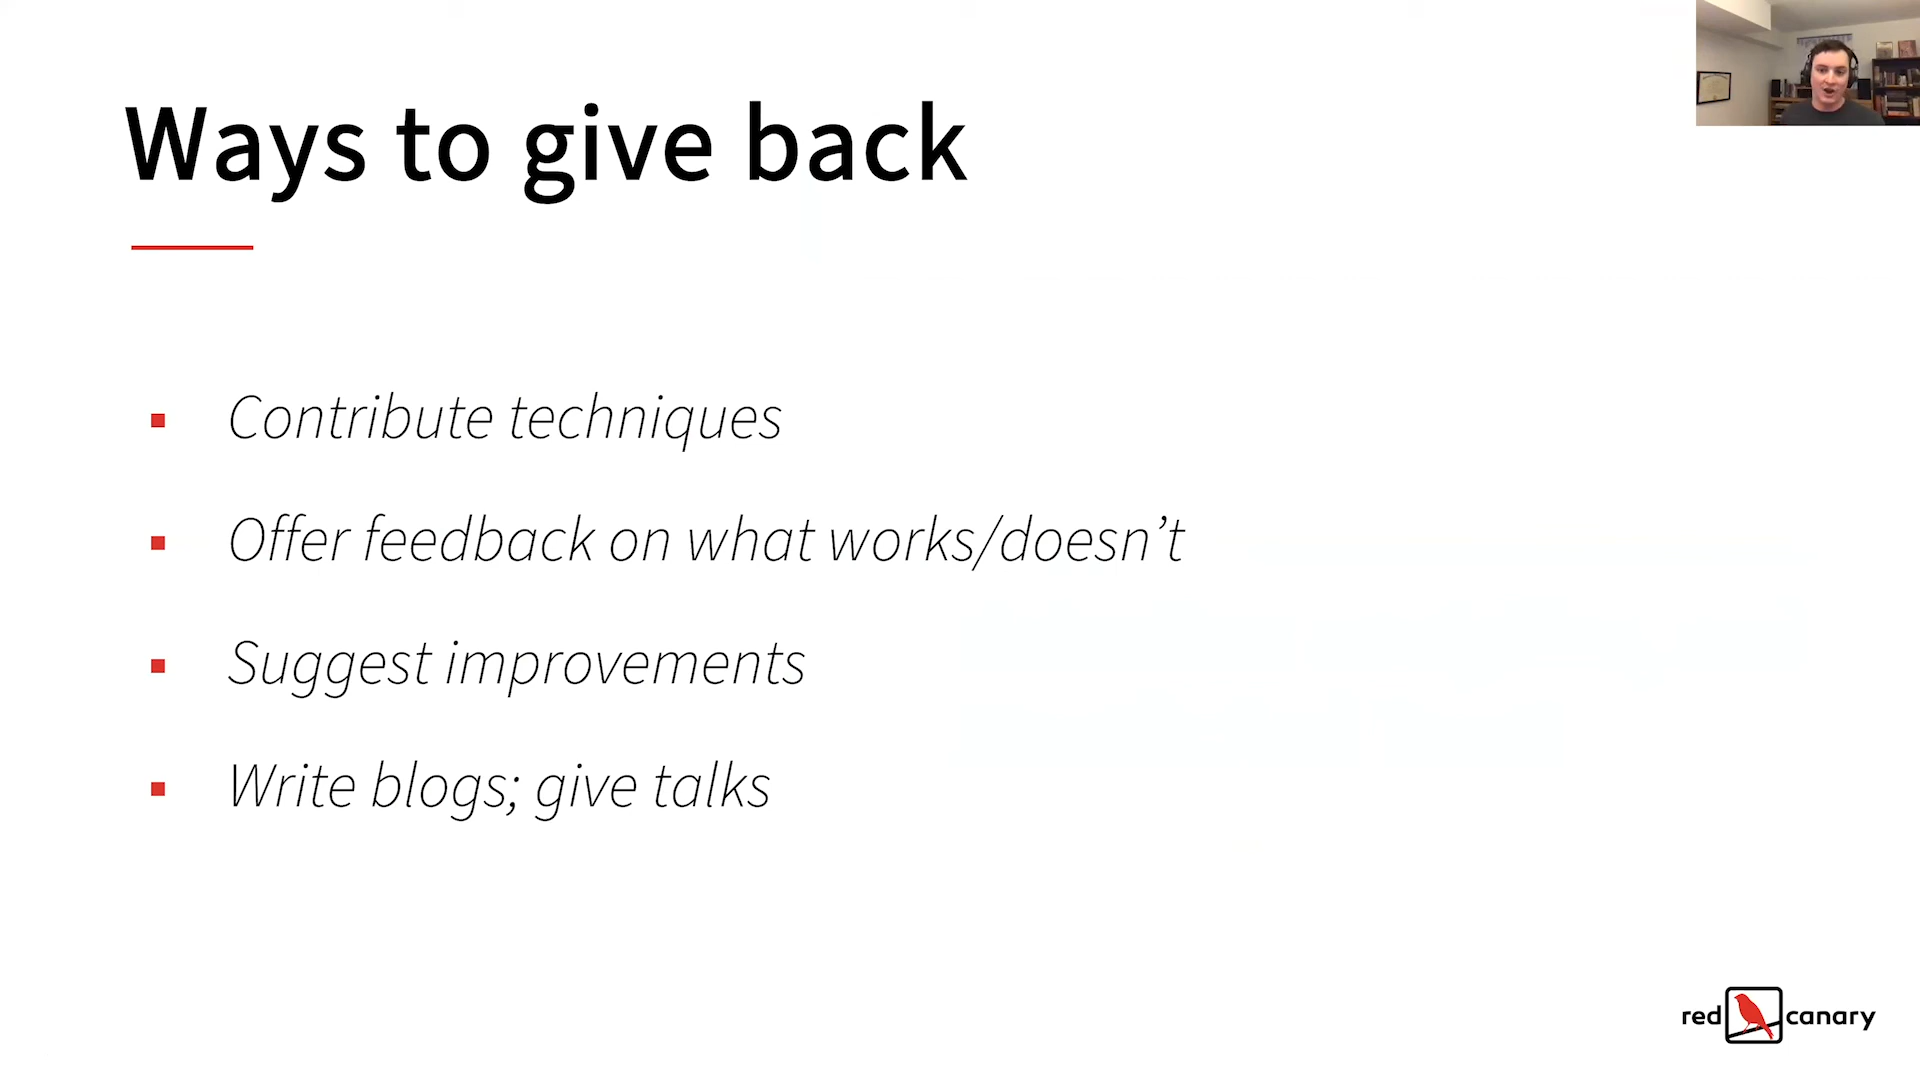 Ways to give back
Contribute techniques
Offer feedback on what works/doesn’t
Suggest improvements
Write blogs; give talks
red canary